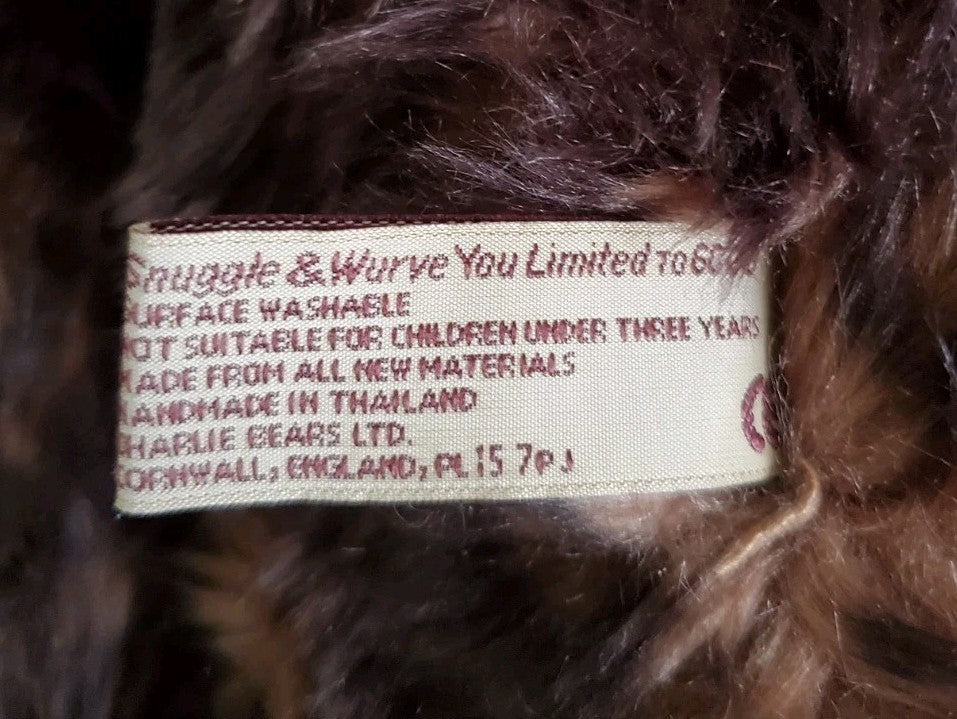 Snuggle & Wurve You Limited To 60
SURFACE WASHABLE
NOT SUITABLE FOR CHILDREN UNDER THREE YEARS
MADE FROM ALL NEW MATERIALS
HANDMADE IN THAILAND
CHARLIE BEARS LTD.
CORNWALL, ENGLAND, PL15 7PJ